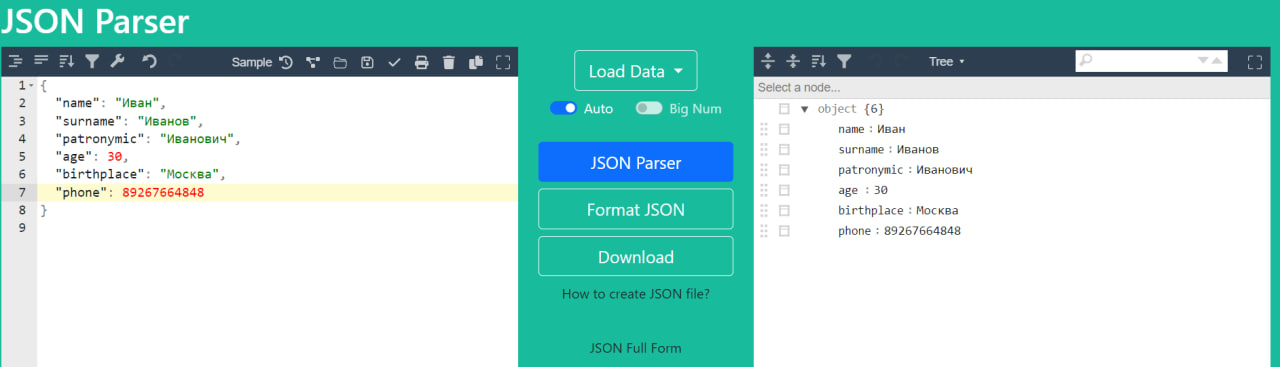 JSON Parser
Sample
1 {
2 "name": "Иван",
3 "surname": "Иванов",
4 "patronymic": "Иванович",
5 "age": 30,
6 "birthplace": "Москва",
7 "phone": 89267664848
8 }
9
Load Data
Auto Big Num
JSON Parser
Format JSON
Download
How to create JSON file?
JSON Full Form
Tree
Select a node...
object {6}
name : Иван
surname : Иванов
patronymic : Иванович
age : 30
birthplace : Москва
phone : 89267664848